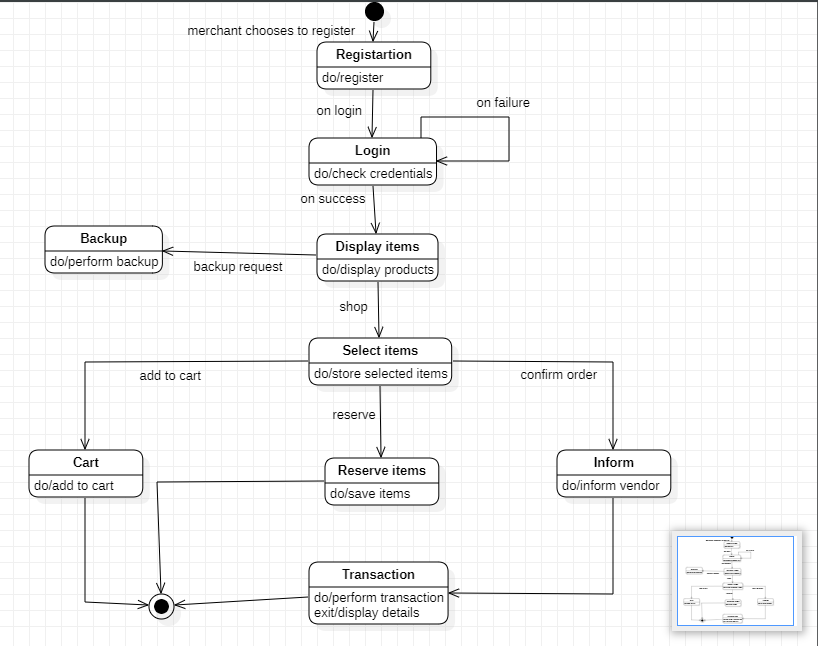 merchant chooses to register
Registartion
do/register
on login
on failure
Login
do/check credentials
on success
Backup
do/perform backup
backup request
Display items
do/display products
shop
Select items
do/store selected items
add to cart
confirm order
reserve
Cart
do/add to cart
Reserve items
do/save items
Inform
do/inform vendor
Transaction
do/perform transaction
exit/display details